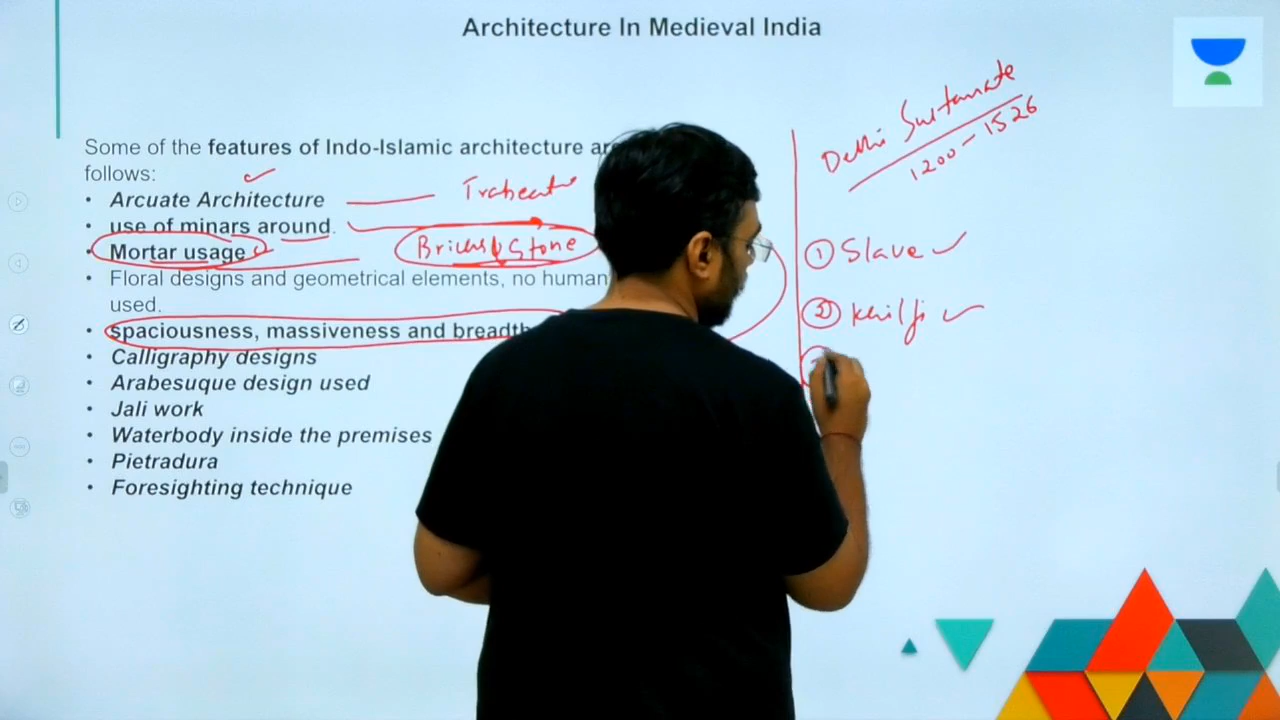 Architecture In Medieval India
Some of the features of Indo-Islamic architecture
follows:
• Arcuate Architecture
• use of minars around.
• Mortar usage
Bricks, Stone
• Floral designs and geometrical elements, no human
used.
• spaciousness, massiveness and breadth
• Calligraphy designs
• Arabesuque design used
• Jali work
• Waterbody inside the premises
• Pietradura
• Foresighting technique
Delhi Sultanate
1200-1526
① Slave
② Khilji